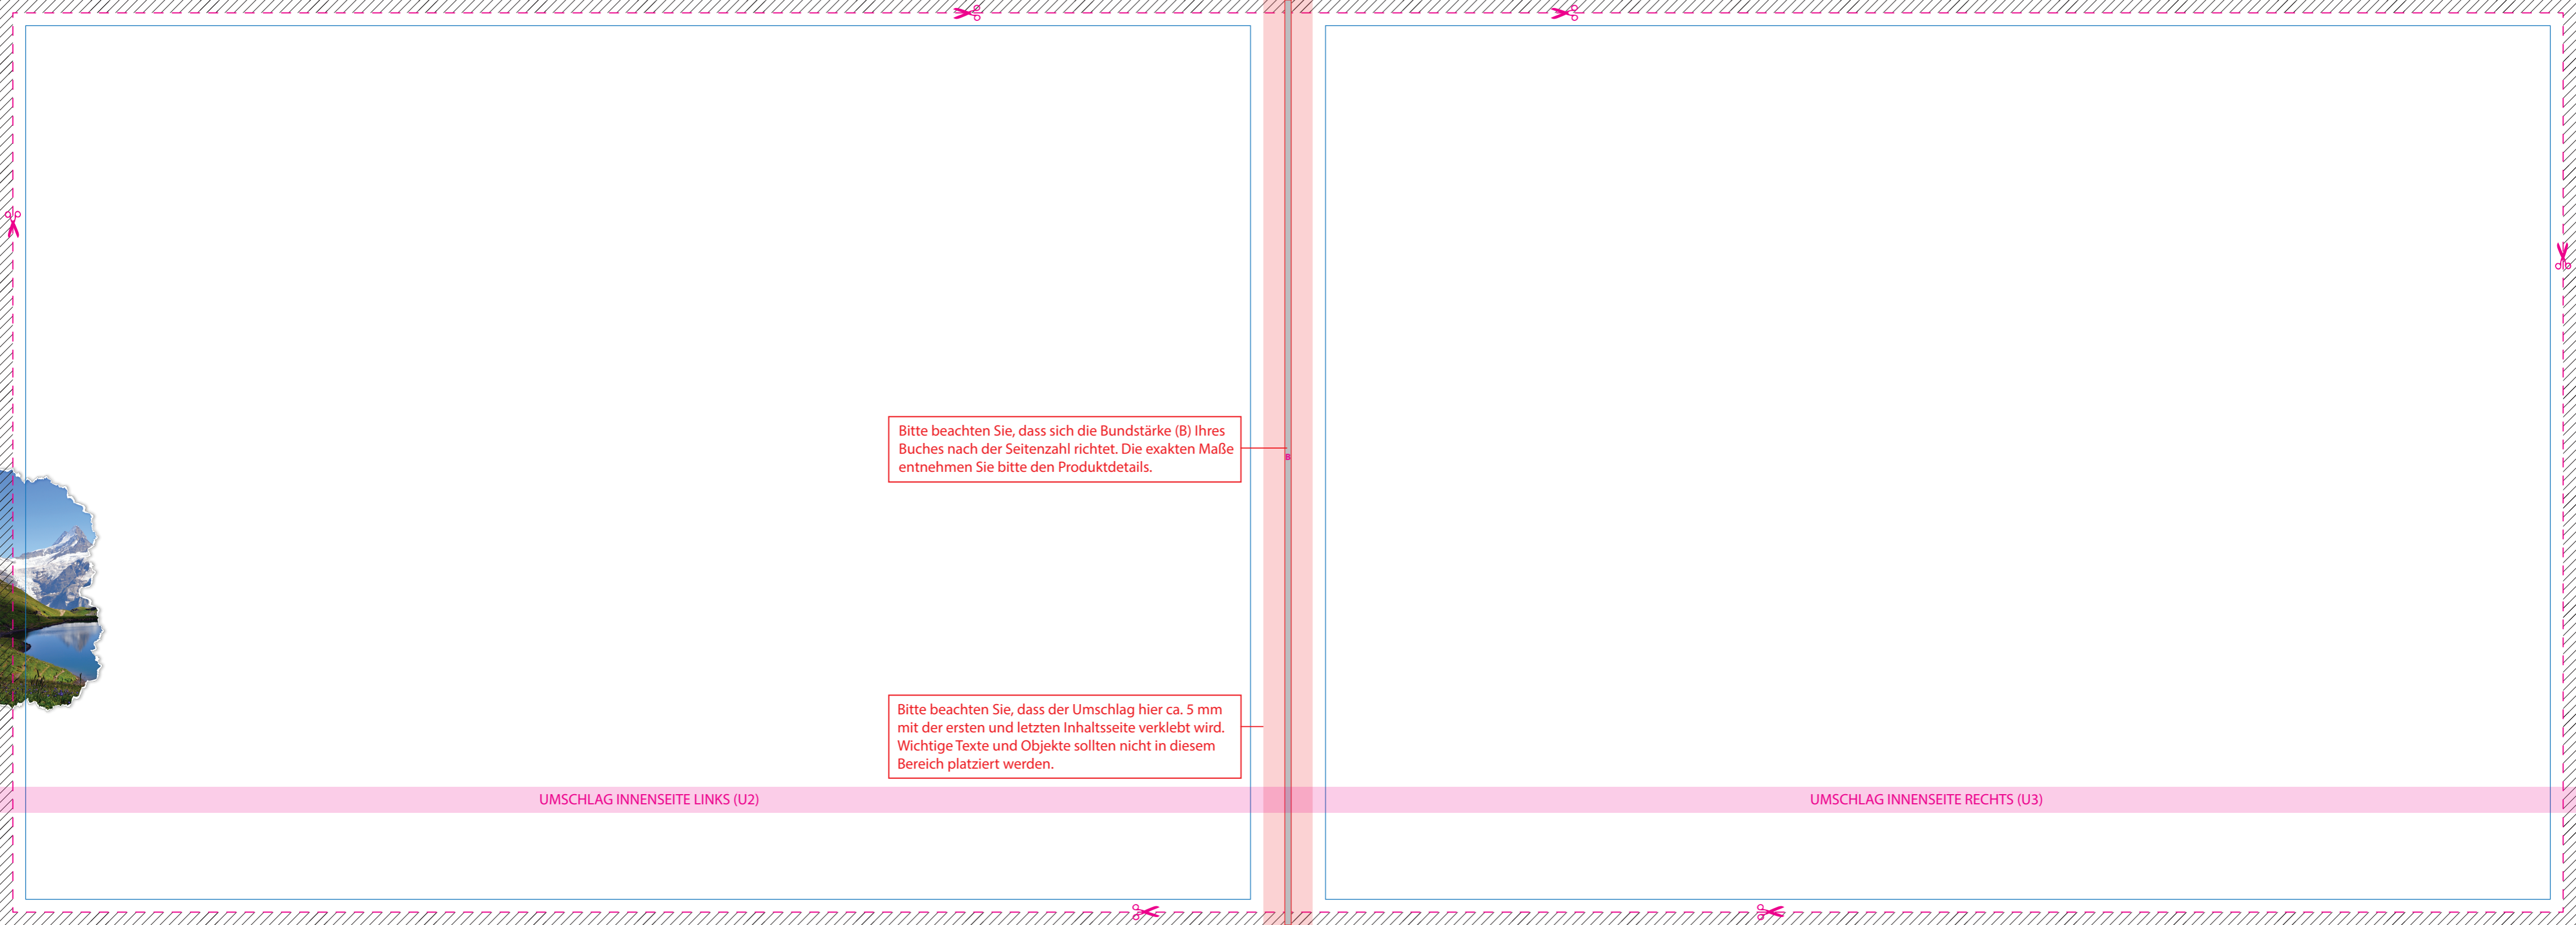 Bitte beachten Sie, dass sich die Bundstärke (B) Ihres
Buches nach der Seitenzahl richtet. Die exakten Maße
entnehmen Sie bitte den Produktdetails.
B
Bitte beachten Sie, dass der Umschlag hier ca. 5 mm
mit der ersten und letzten Inhaltsseite verklebt wird.
Wichtige Texte und Objekte sollten nicht in diesem
Bereich platziert werden.
UMSCHLAG INNENSEITE LINKS (U2)
UMSCHLAG INNENSEITE RECHTS (U3)